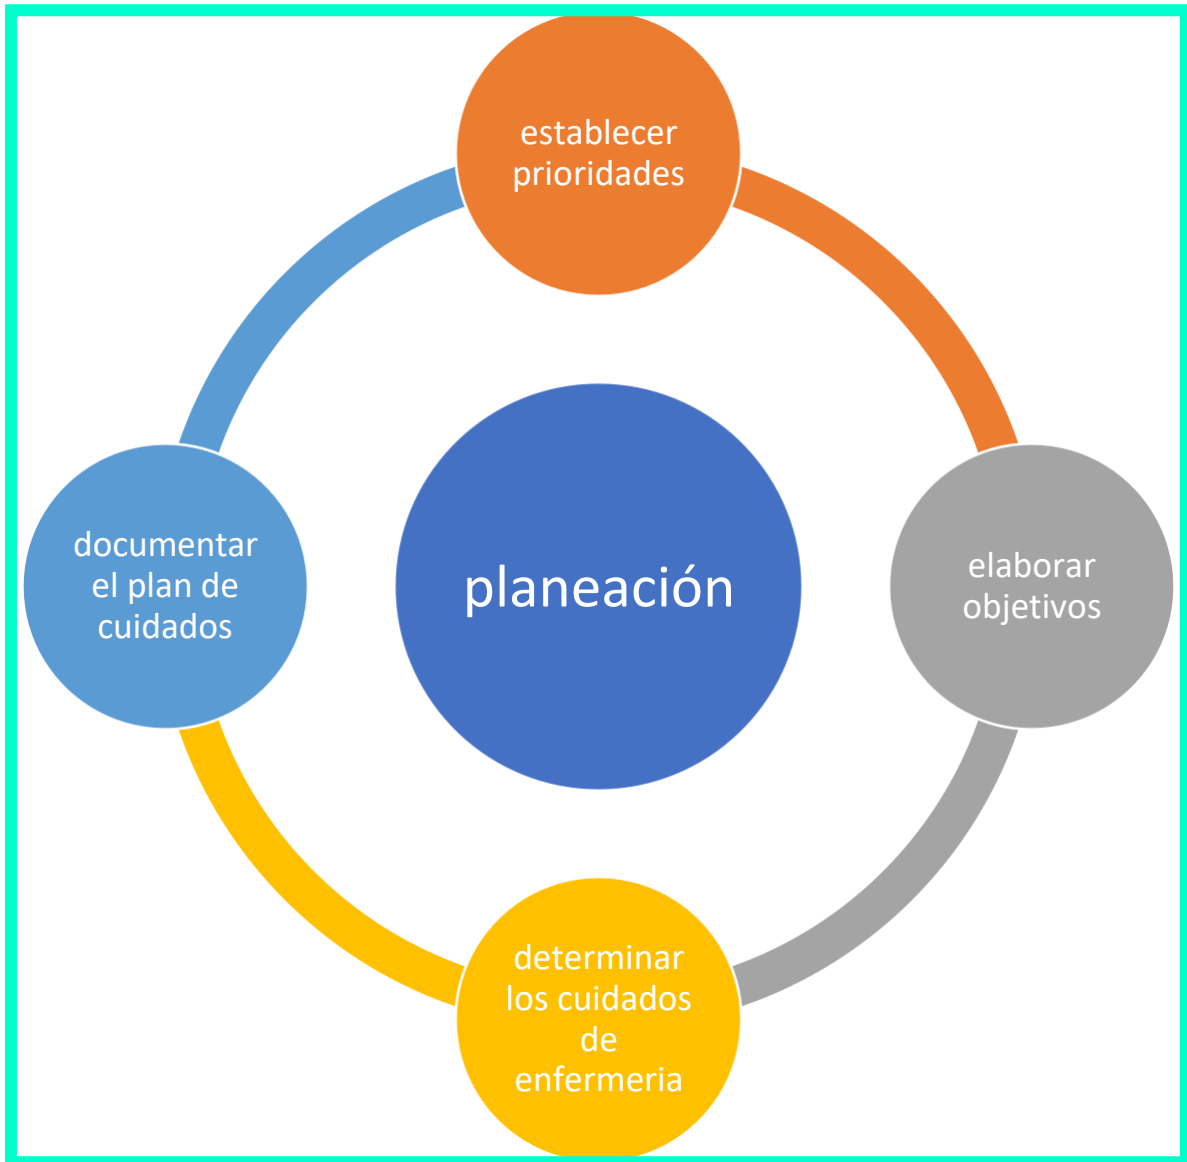 establecer
prioridades
elaborar
objetivos
determinar
los cuidados
de
enfermeria
documentar
el plan de
cuidados
planeación